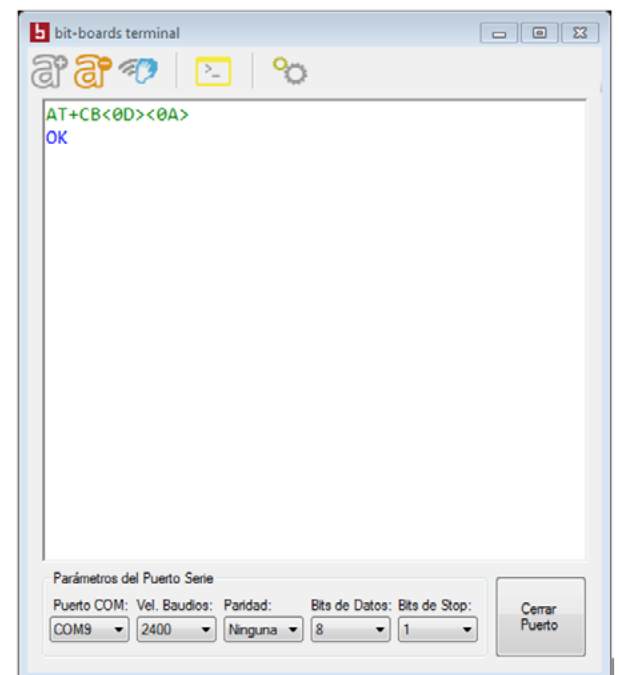 bit-boards terminal
AT+CB<0D><0A>
OK
Parámetros del Puerto Serie
Puerto COM: Vel. Baudios: Paridad: Bits de Datos: Bits de Stop:
COM9 2400 Ninguna 8 1
Cerrar
Puerto